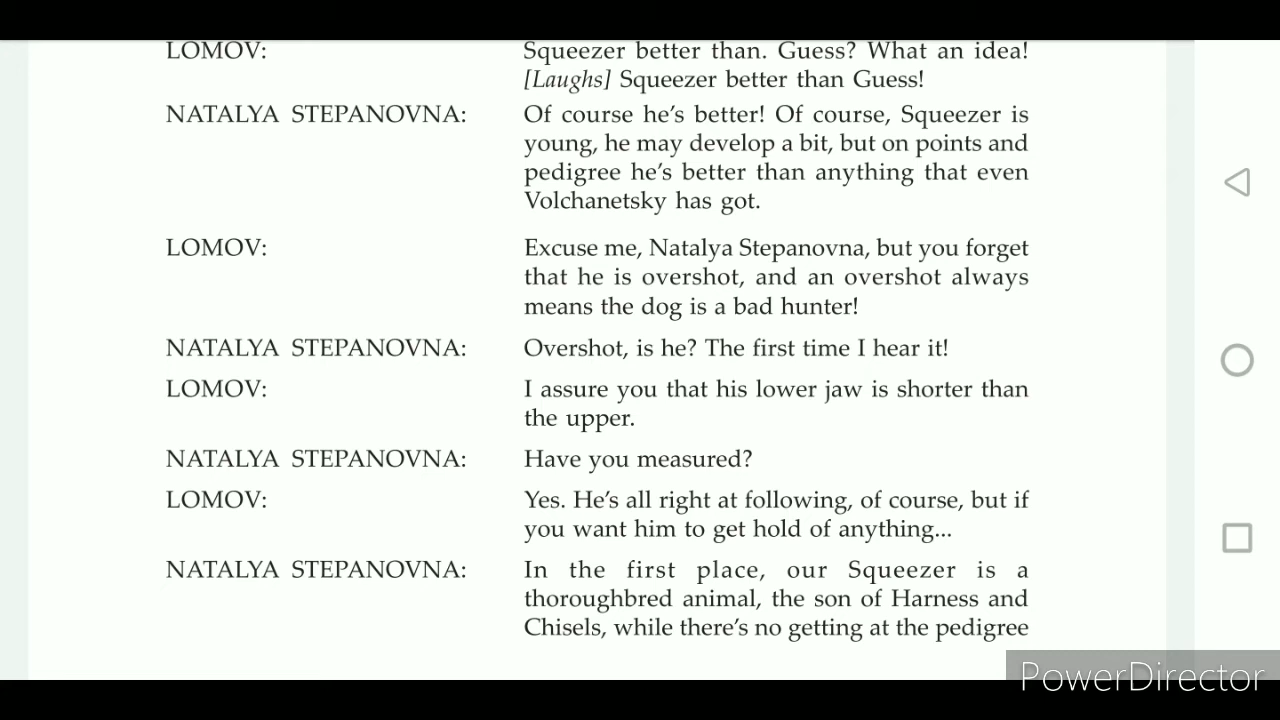 LOMOV: Squeezer better than. Guess? What an idea!
[Laughs] Squeezer better than Guess!
NATALYA STEPANOVNA: Of course he's better! Of course, Squeezer is
young, he may develop a bit, but on points and
pedigree he's better than anything that even
Volchanetsky has got.
LOMOV: Excuse me, Natalya Stepanovna, but you forget
that he is overshot, and an overshot always
means the dog is a bad hunter!
NATALYA STEPANOVNA: Overshot, is he? The first time I hear it!
LOMOV: I assure you that his lower jaw is shorter than
the upper.
NATALYA STEPANOVNA: Have you measured?
LOMOV: Yes. He's all right at following, of course, but if
you want him to get hold of anything...
NATALYA STEPANOVNA: In the first place, our Squeezer is a
thoroughbred animal, the son of Harness and
Chisels, while there's no getting at the pedigree
PowerDirector